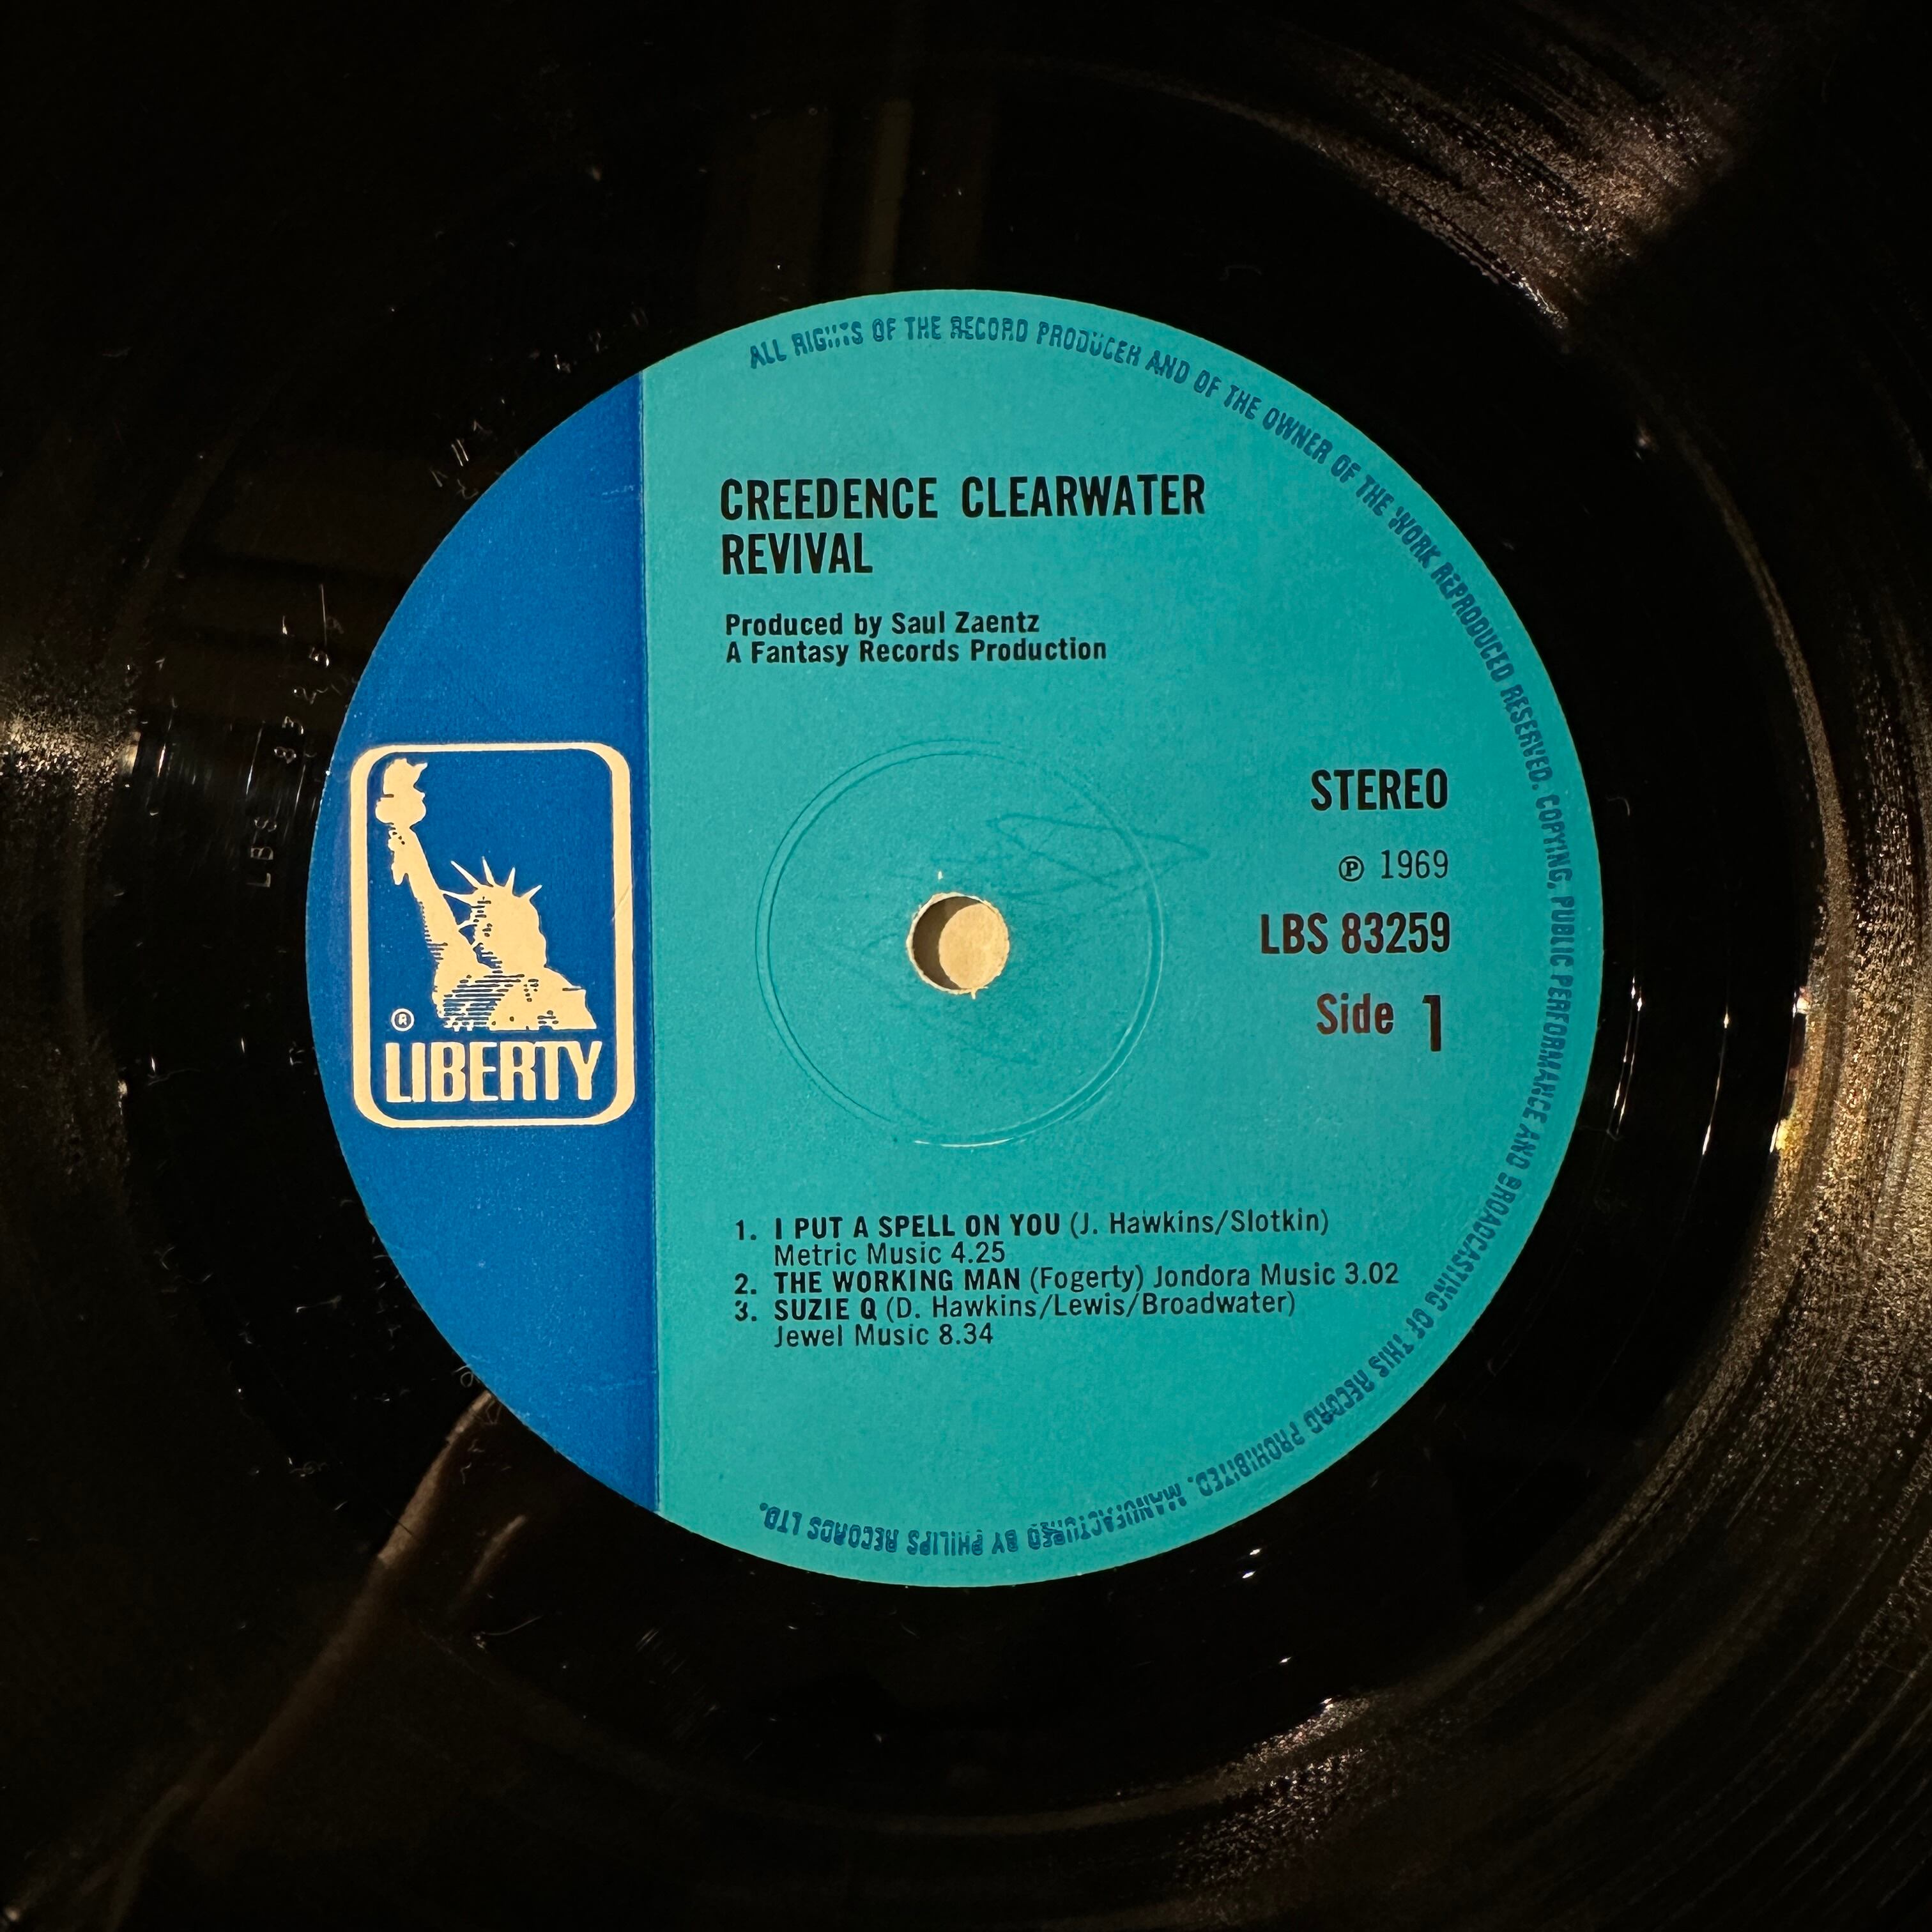 ALL RIGHTS OF THE RECORD PRODUCER AND OF THE OWNER OF THE WORK REPRODUCED RESERVED. COPYING, PUBLIC PERFORMANCE AND BROADCASTING OF THIS RECORD PROHIBITED. MANUFACTURED BY PHILIPS RECORDS LTD.
CREEDENCE CLEARWATER
REVIVAL
Produced by Saul Zaentz
A Fantasy Records Production
STEREO
℗ 1969
LBS 83259
Side 1
®
LIBERTY
1. I PUT A SPELL ON YOU (J. Hawkins/Slotkin)
Metric Music 4.25
2. THE WORKING MAN (Fogerty) Jondora Music 3.02
3. SUZIE Q (D. Hawkins/Lewis/Broadwater)
Jewel Music 8.34
LBS